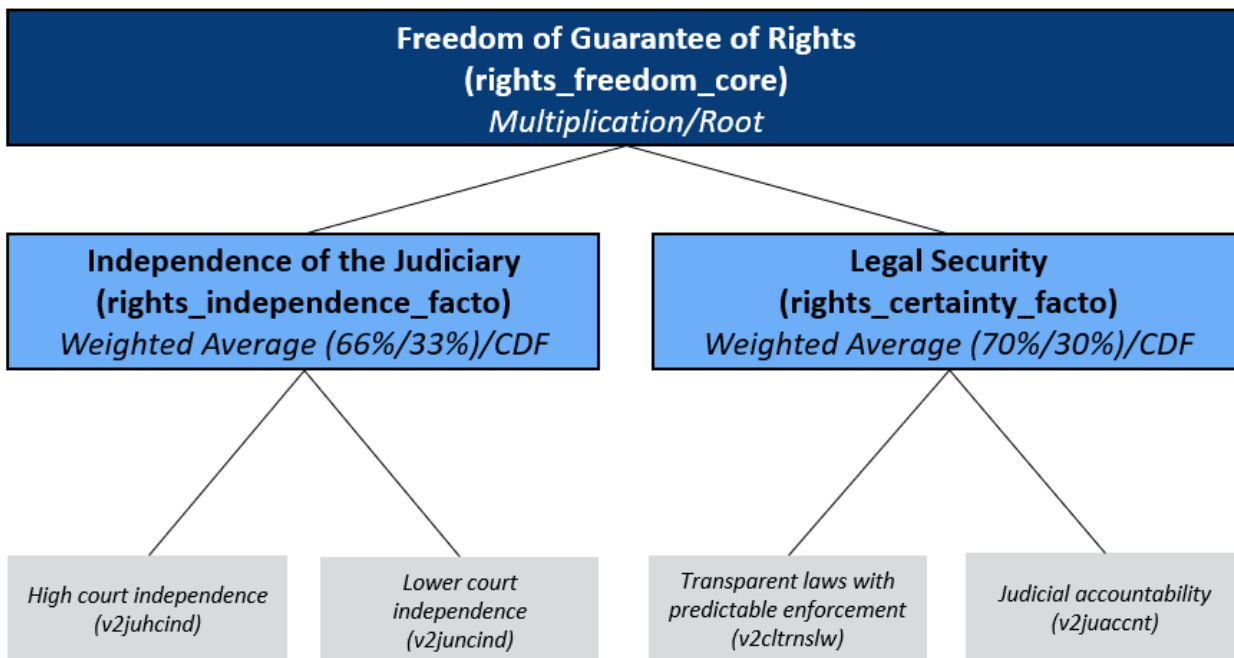 Freedom of Guarantee of Rights
(rights_freedom_core)
Multiplication/Root
Independence of the Judiciary
(rights_independence_facto)
Weighted Average (66%/33%)/CDF
Legal Security
(rights_certainty_facto)
Weighted Average (70%/30%)/CDF
High court independence
(v2juhcind)
Lower court
independence
(v2juncind)
Transparent laws with
predictable enforcement
(v2cltrnslw)
Judicial accountability
(v2juaccnt)